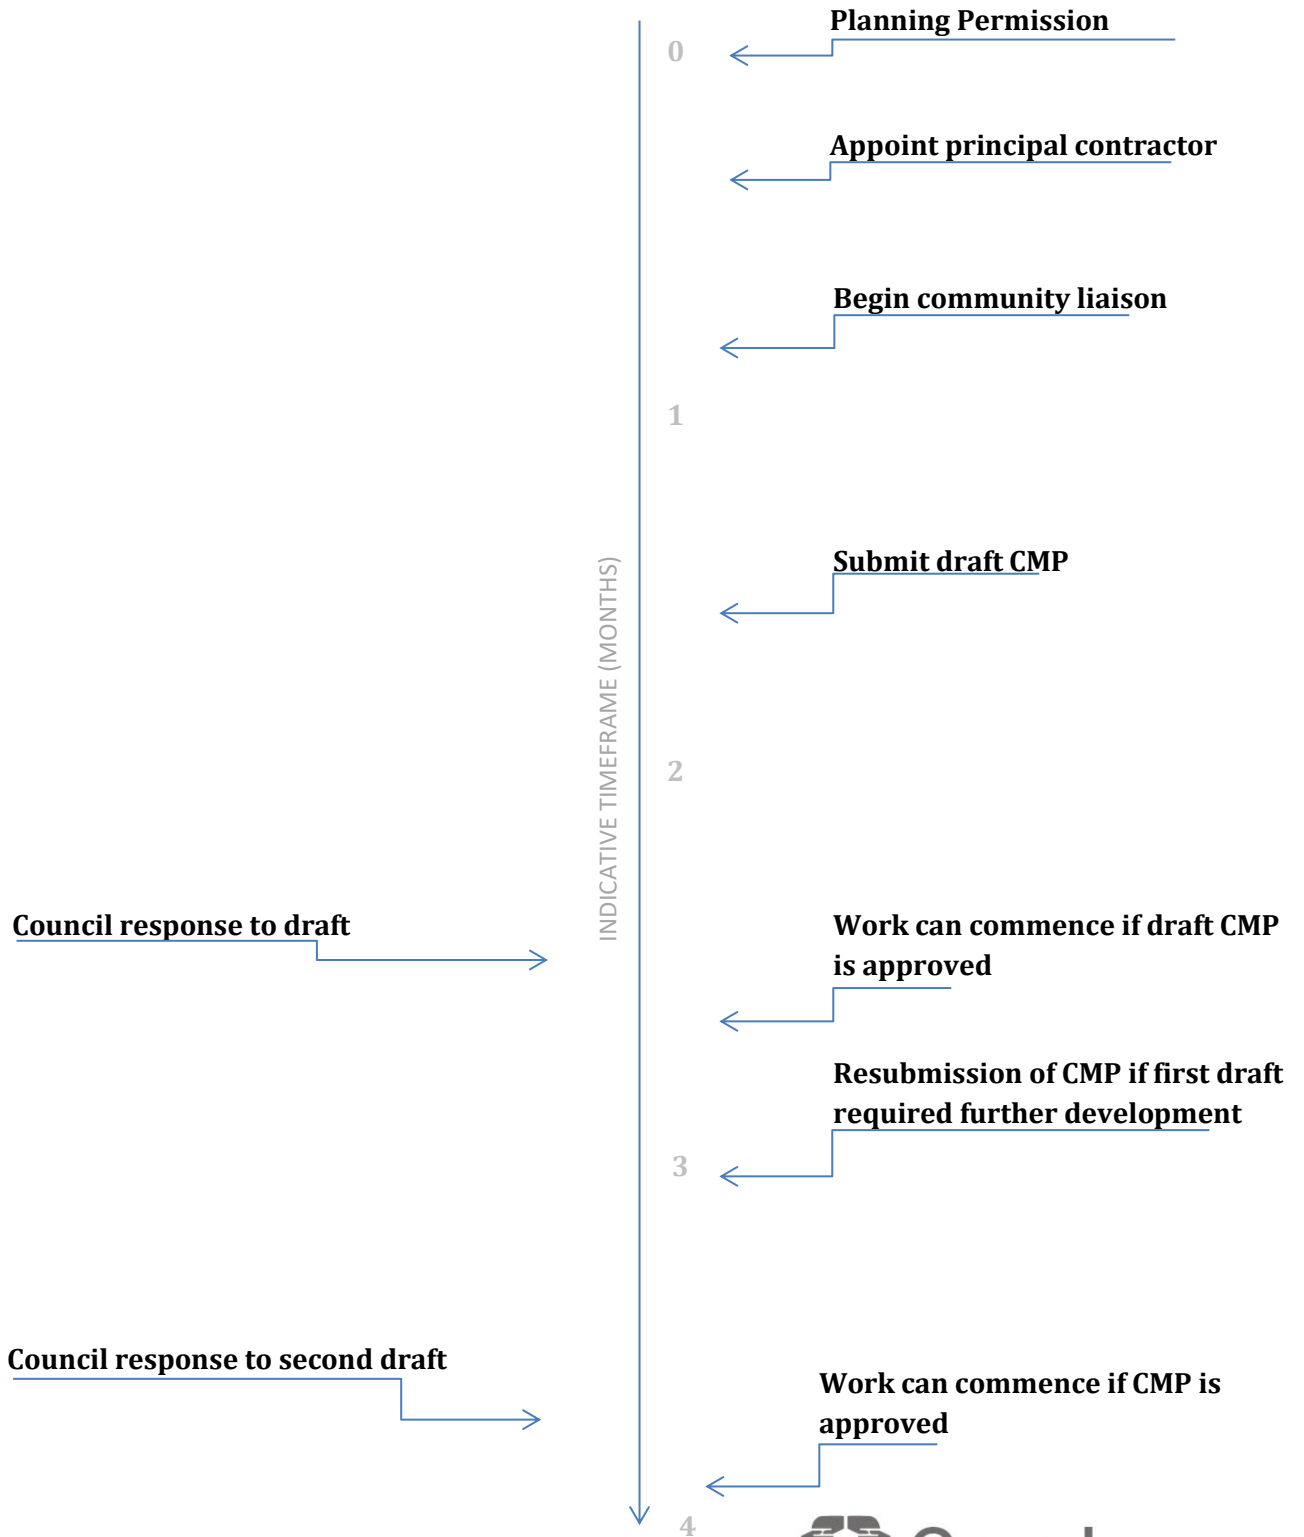 Planning Permission
0
Appoint principal contractor
Begin community liaison
1
Submit draft CMP
INDICATIVE TIMEFRAME (MONTHS)
2
Council response to draft
Work can commence if draft CMP
is approved
Resubmission of CMP if first draft
required further development
3
Council response to second draft
Work can commence if CMP is
approved
4